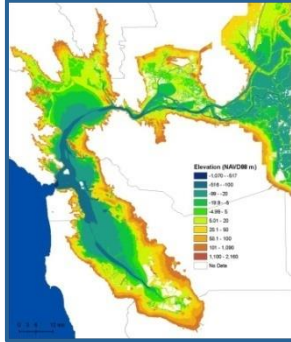 Elevation (NAVD88 m)
-1,070 - -517
-516 - -100
-99 - -20
-19.9 - -5
-4.99 - 5
5.01 - 20
20.1 - 50
50.1 - 100
101 - 1,090
1,100 - 2,160
No Data